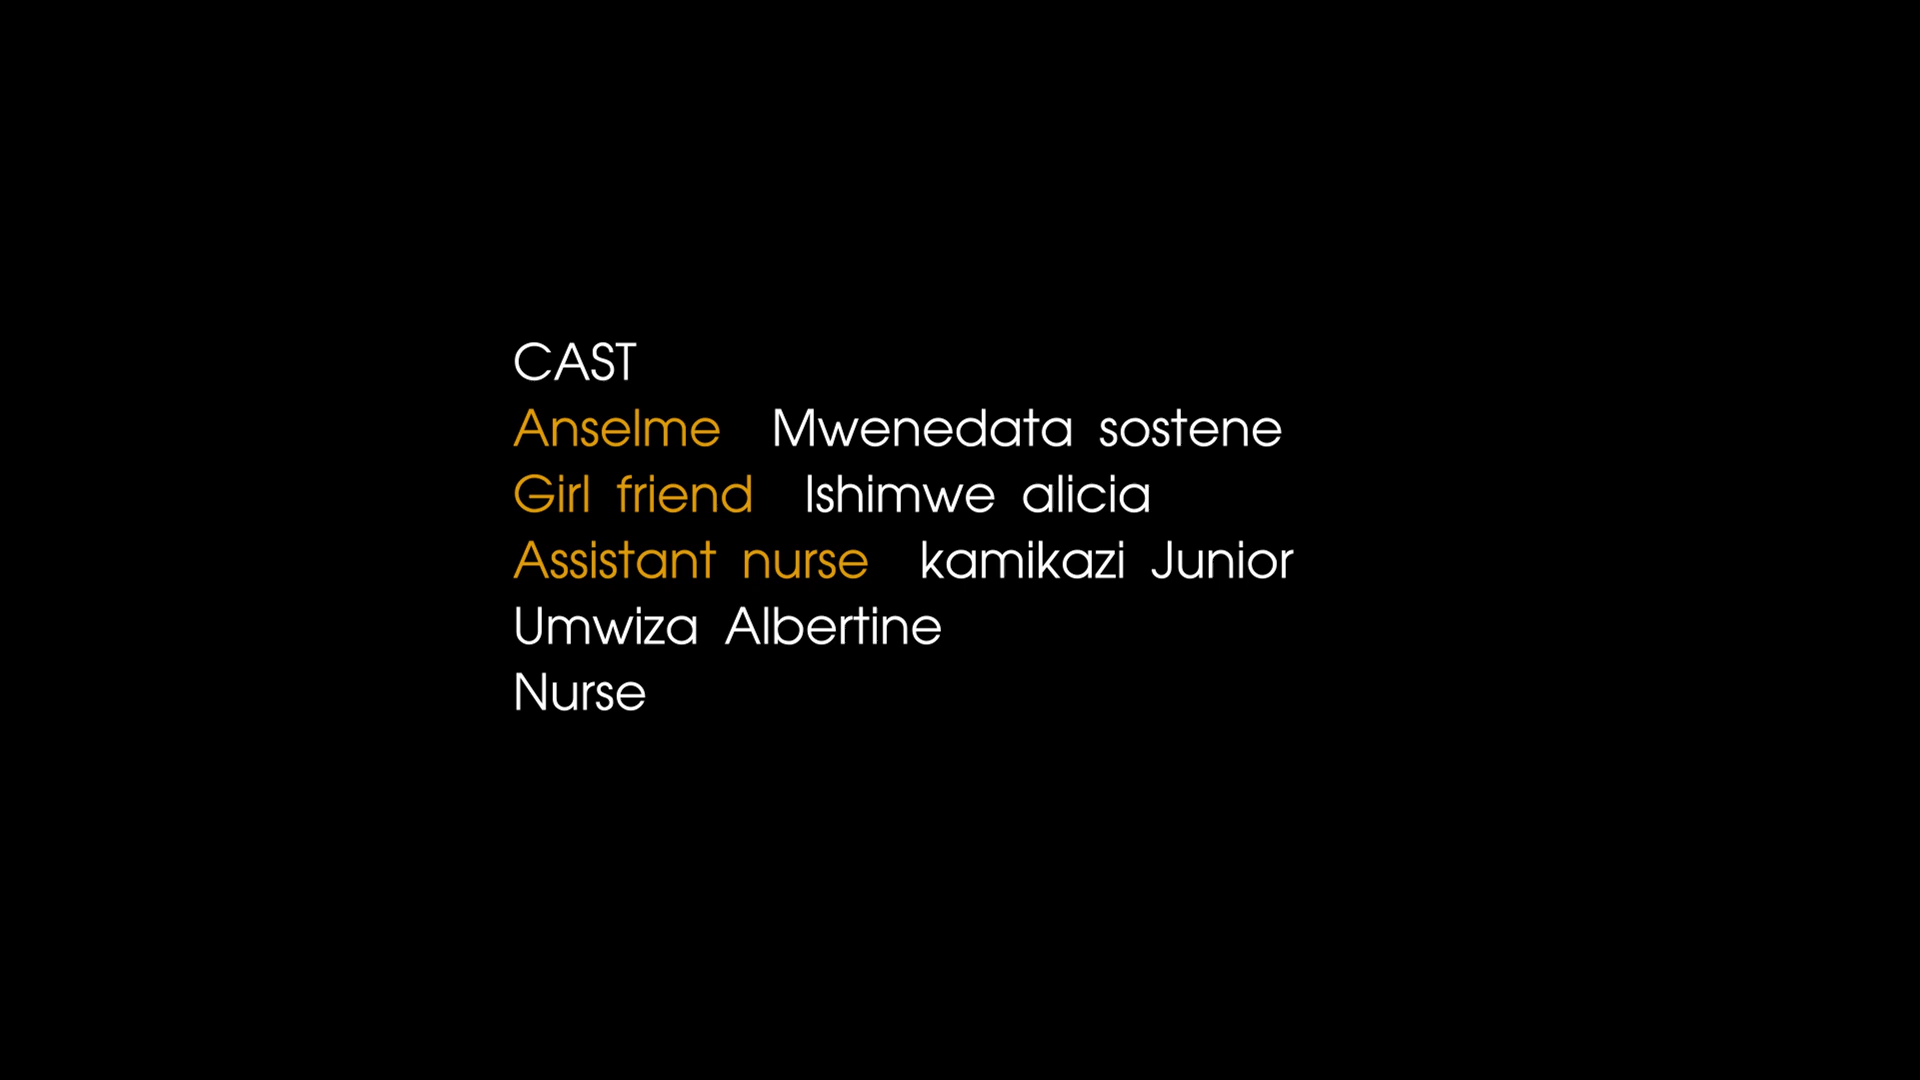 CAST
Anselme Mwenedata sostene
Girl friend Ishimwe alicia
Assistant nurse kamikazi Junior
Umwiza Albertine
Nurse